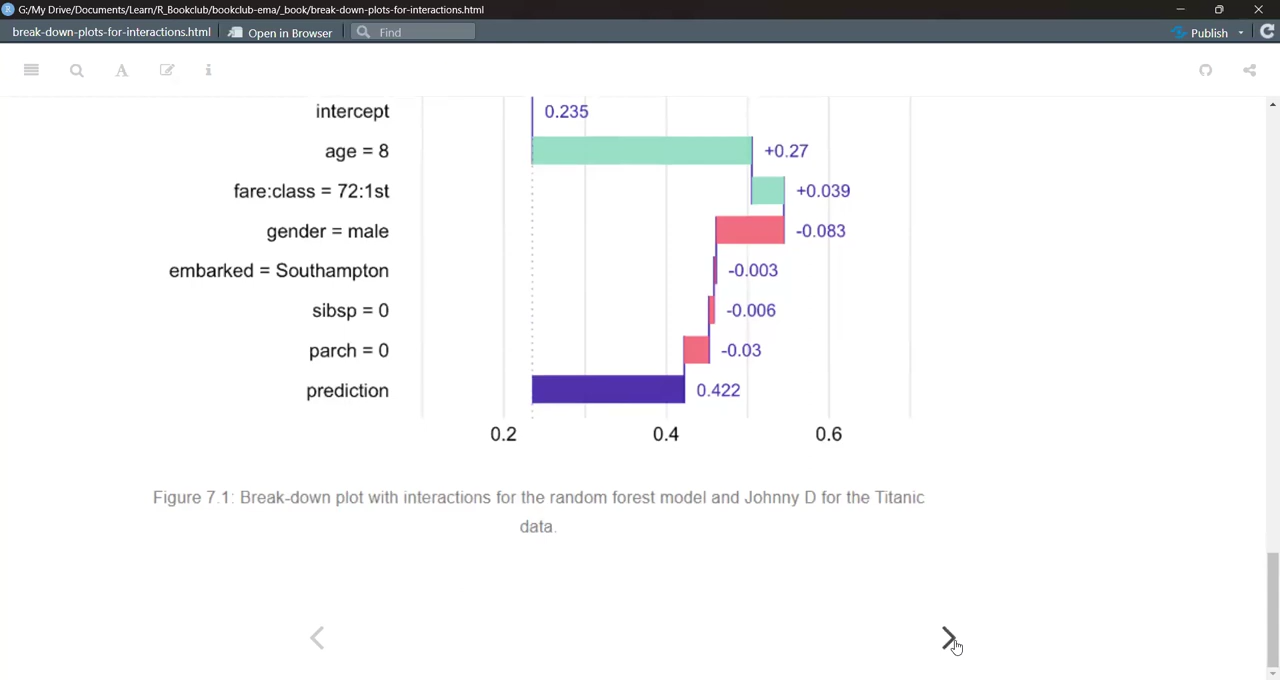 G:/My Drive/Documents/Learn/R_Bookclub/bookclub-ema/_book/break-down-plots-for-interactions.html
break-down-plots-for-interactions.html Open in Browser Find Publish
intercept 0.235
age = 8 +0.27
fare:class = 72:1st +0.039
gender = male -0.083
embarked = Southampton -0.003
sibsp = 0 -0.006
parch = 0 -0.03
prediction 0.422
0.2 0.4 0.6
Figure 7.1: Break-down plot with interactions for the random forest model and Johnny D for the Titanic
data.